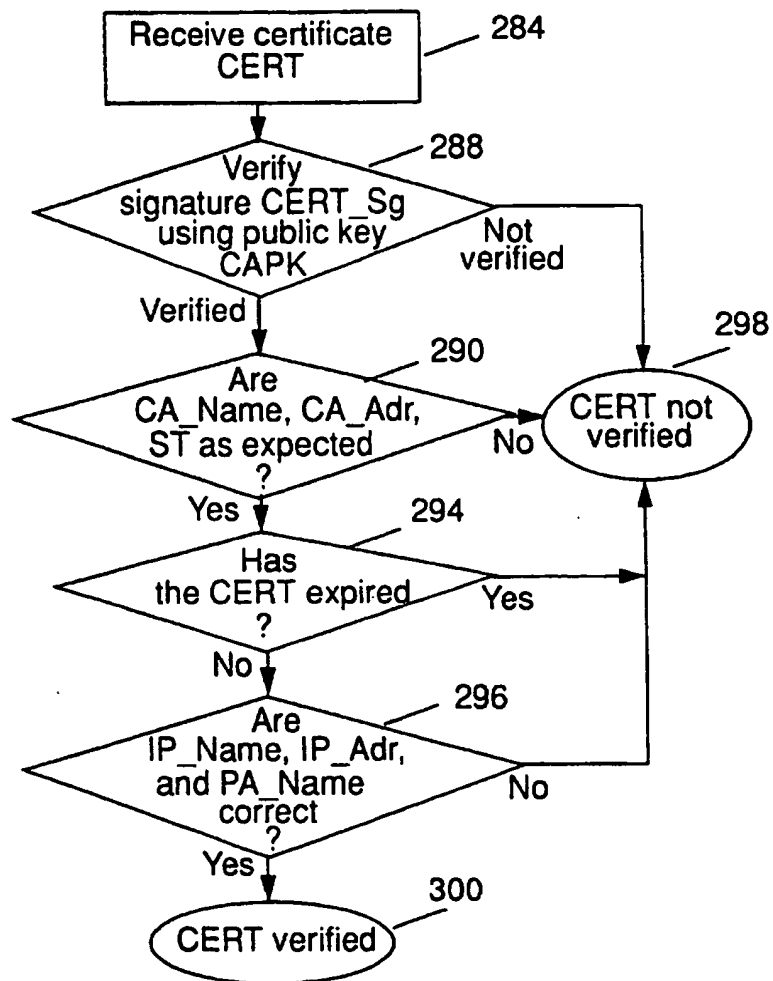 Receive certificate
CERT
284
Verify
signature CERT_Sg
using public key
CAPK
288
Not
verified
Verified
Are
CA_Name, CA_Adr,
ST as expected
?
290
No
CERT not
verified
298
Yes
Has
the CERT expired
?
294
Yes
No
Are
IP_Name, IP_Adr,
and PA_Name
correct
?
296
No
Yes
CERT verified
300